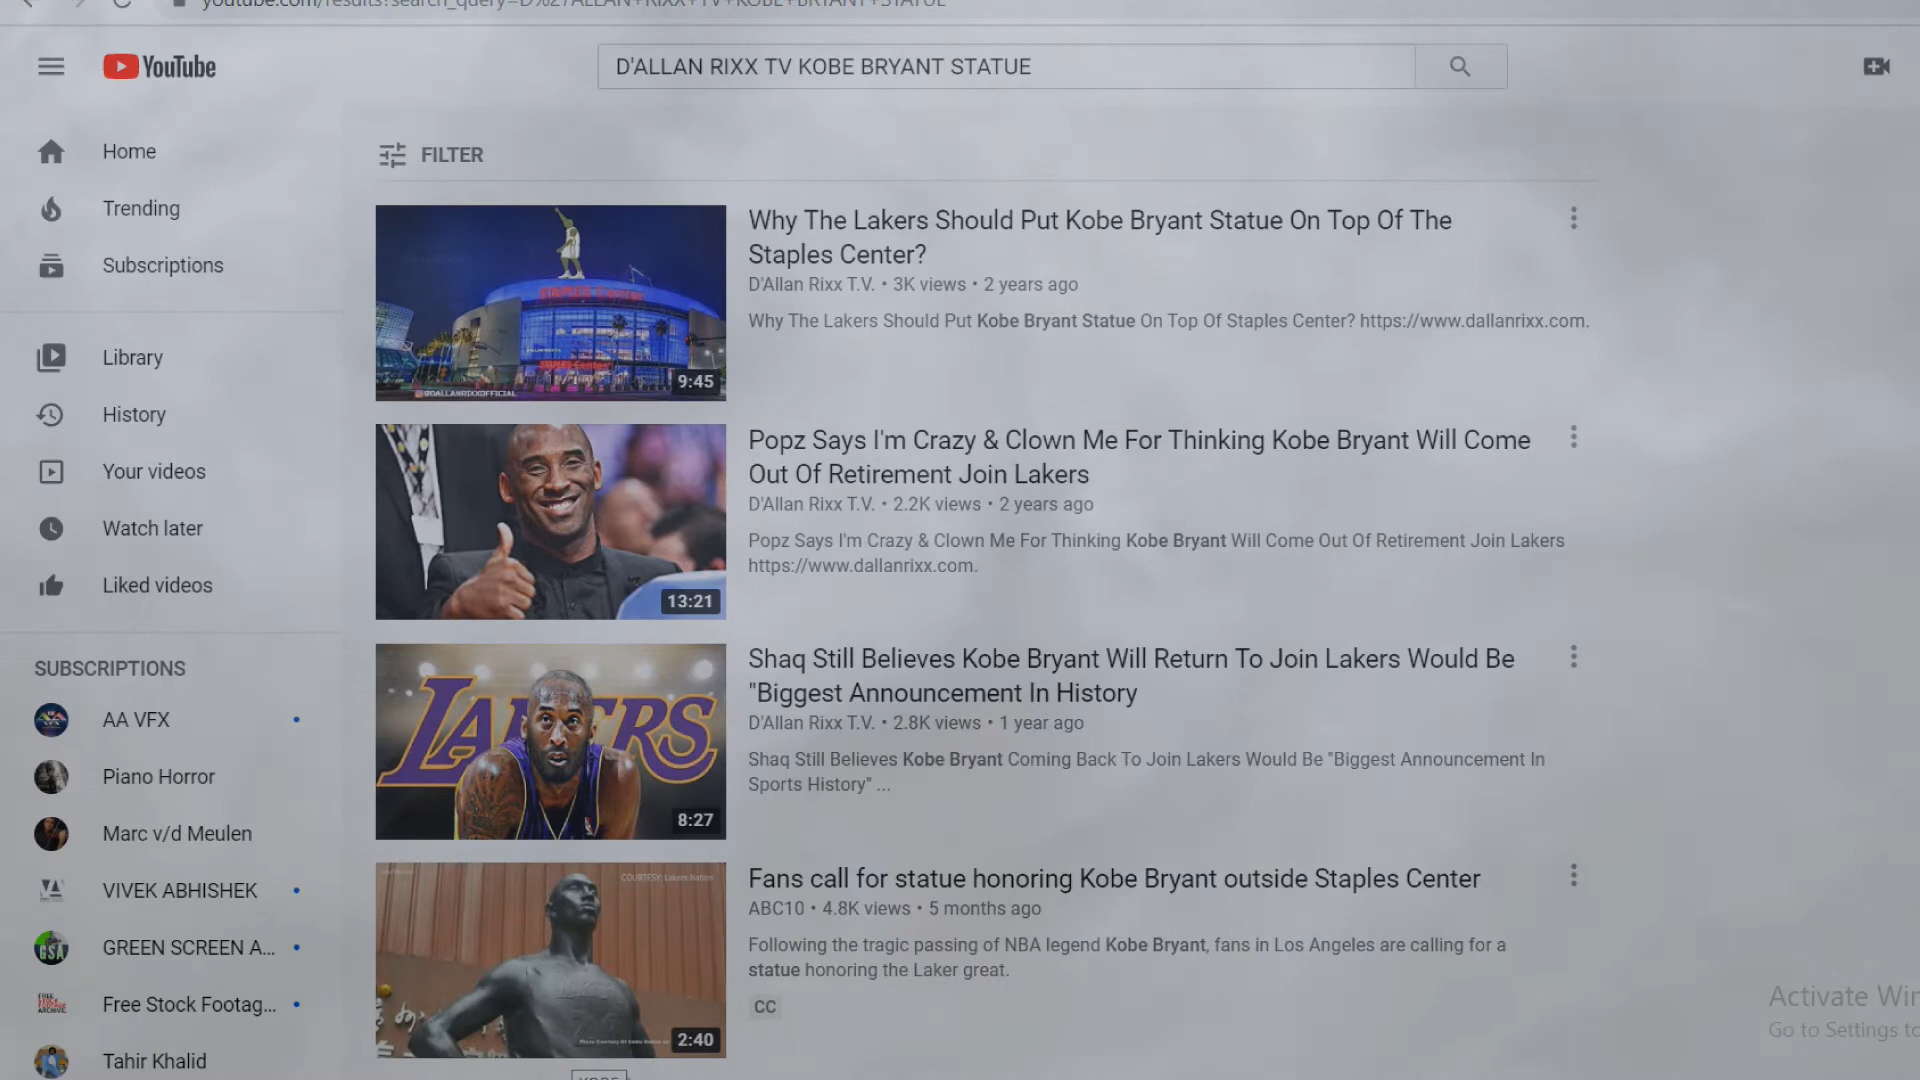 YouTube
D'ALLAN RIXX TV KOBE BRYANT STATUE
Home
Trending
Subscriptions
Library
History
Your videos
Watch later
Liked videos
SUBSCRIPTIONS
AA VFX
Piano Horror
Marc v/d Meulen
VIVEK ABHISHEK
GSA
GREEN SCREEN A...
Free Stock Footag...
Tahir Khalid
FILTER
9:45
Why The Lakers Should Put Kobe Bryant Statue On Top Of The
Staples Center?
D'Allan Rixx T.V. • 3K views • 2 years ago
Why The Lakers Should Put Kobe Bryant Statue On Top Of Staples Center? https://www.dallanrixx.com.
13:21
Popz Says I'm Crazy & Clown Me For Thinking Kobe Bryant Will Come
Out Of Retirement Join Lakers
D'Allan Rixx T.V. • 2.2K views • 2 years ago
Popz Says I'm Crazy & Clown Me For Thinking Kobe Bryant Will Come Out Of Retirement Join Lakers
https://www.dallanrixx.com.
LAKERS
8:27
Shaq Still Believes Kobe Bryant Will Return To Join Lakers Would Be
"Biggest Announcement In History
D'Allan Rixx T.V. • 2.8K views • 1 year ago
Shaq Still Believes Kobe Bryant Coming Back To Join Lakers Would Be "Biggest Announcement In
Sports History" ...
COURTESY: Lakers Nation
2:40
Fans call for statue honoring Kobe Bryant outside Staples Center
ABC10 • 4.8K views • 5 months ago
Following the tragic passing of NBA legend Kobe Bryant, fans in Los Angeles are calling for a
statue honoring the Laker great.
CC
Activate Win
Go to Settings to